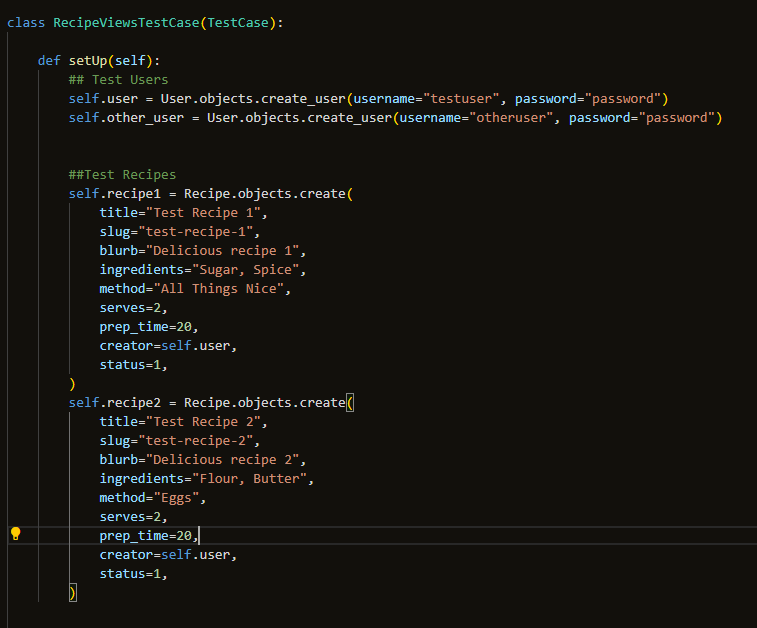 class RecipeViewsTestCase(TestCase):
def setUp(self):
## Test Users
self.user = User.objects.create_user(username="testuser", password="password")
self.other_user = User.objects.create_user(username="otheruser", password="password")
##Test Recipes
self.recipe1 = Recipe.objects.create(
title="Test Recipe 1",
slug="test-recipe-1",
blurb="Delicious recipe 1",
ingredients="Sugar, Spice",
method="All Things Nice",
serves=2,
prep_time=20,
creator=self.user,
status=1,
)
self.recipe2 = Recipe.objects.create(
title="Test Recipe 2",
slug="test-recipe-2",
blurb="Delicious recipe 2",
ingredients="Flour, Butter",
method="Eggs",
serves=2,
prep_time=20,
creator=self.user,
status=1,
)